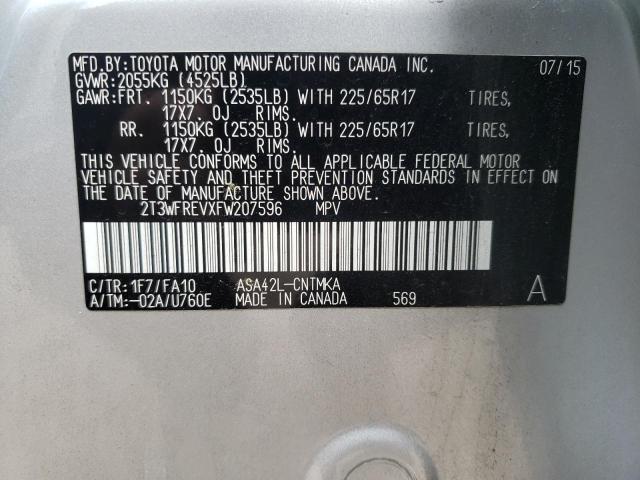 MFD.BY:TOYOTA MOTOR MANUFACTURING CANADA INC. 07/15
GVWR:2055KG (4525LB)
GAWR:FRT. 1150KG (2535LB) WITH 225/65R17 TIRES,
17X7.0J RIMS.
RR. 1150KG (2535LB) WITH 225/65R17 TIRES,
17X7.0J RIMS.
THIS VEHICLE CONFORMS TO ALL APPLICABLE FEDERAL MOTOR
VEHICLE SAFETY AND THEFT PREVENTION STANDARDS IN EFFECT ON
THE DATE OF MANUFACTURE SHOWN ABOVE.
2T3WFREVXFW207596 MPV
C/TR:1F7/FA10 ASA42L-CNTMKA A
A/TM:-02A/U760E MADE IN CANADA 569